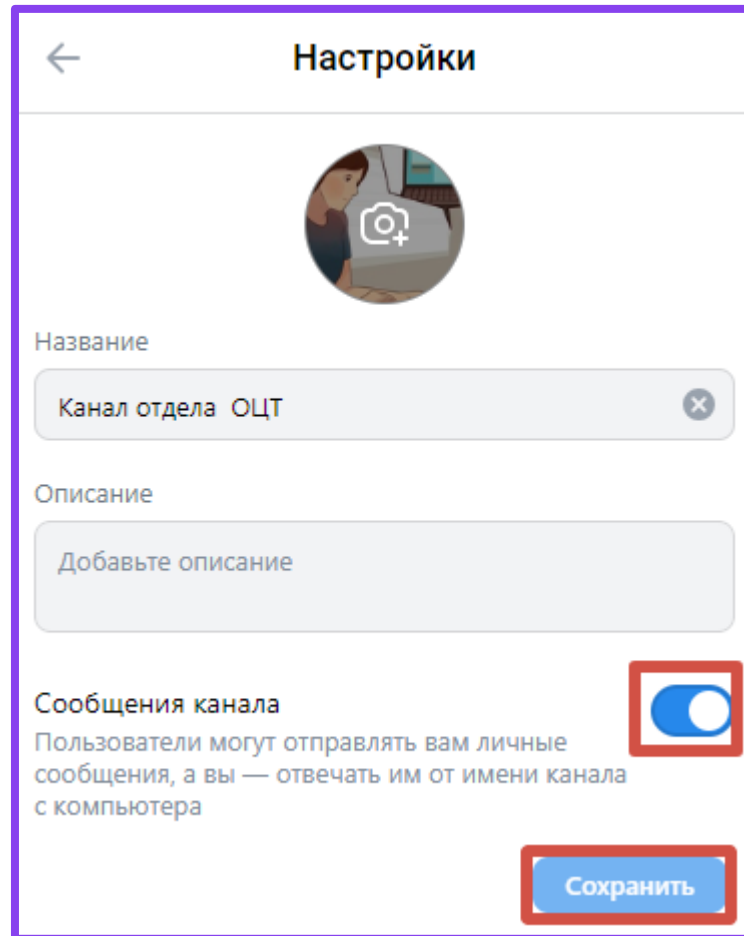 Настройки
Название
Канал отдела ОЦТ
Описание
Добавьте описание
Сообщения канала
Пользователи могут отправлять вам личные
сообщения, а вы — отвечать им от имени канала
с компьютера
Сохранить